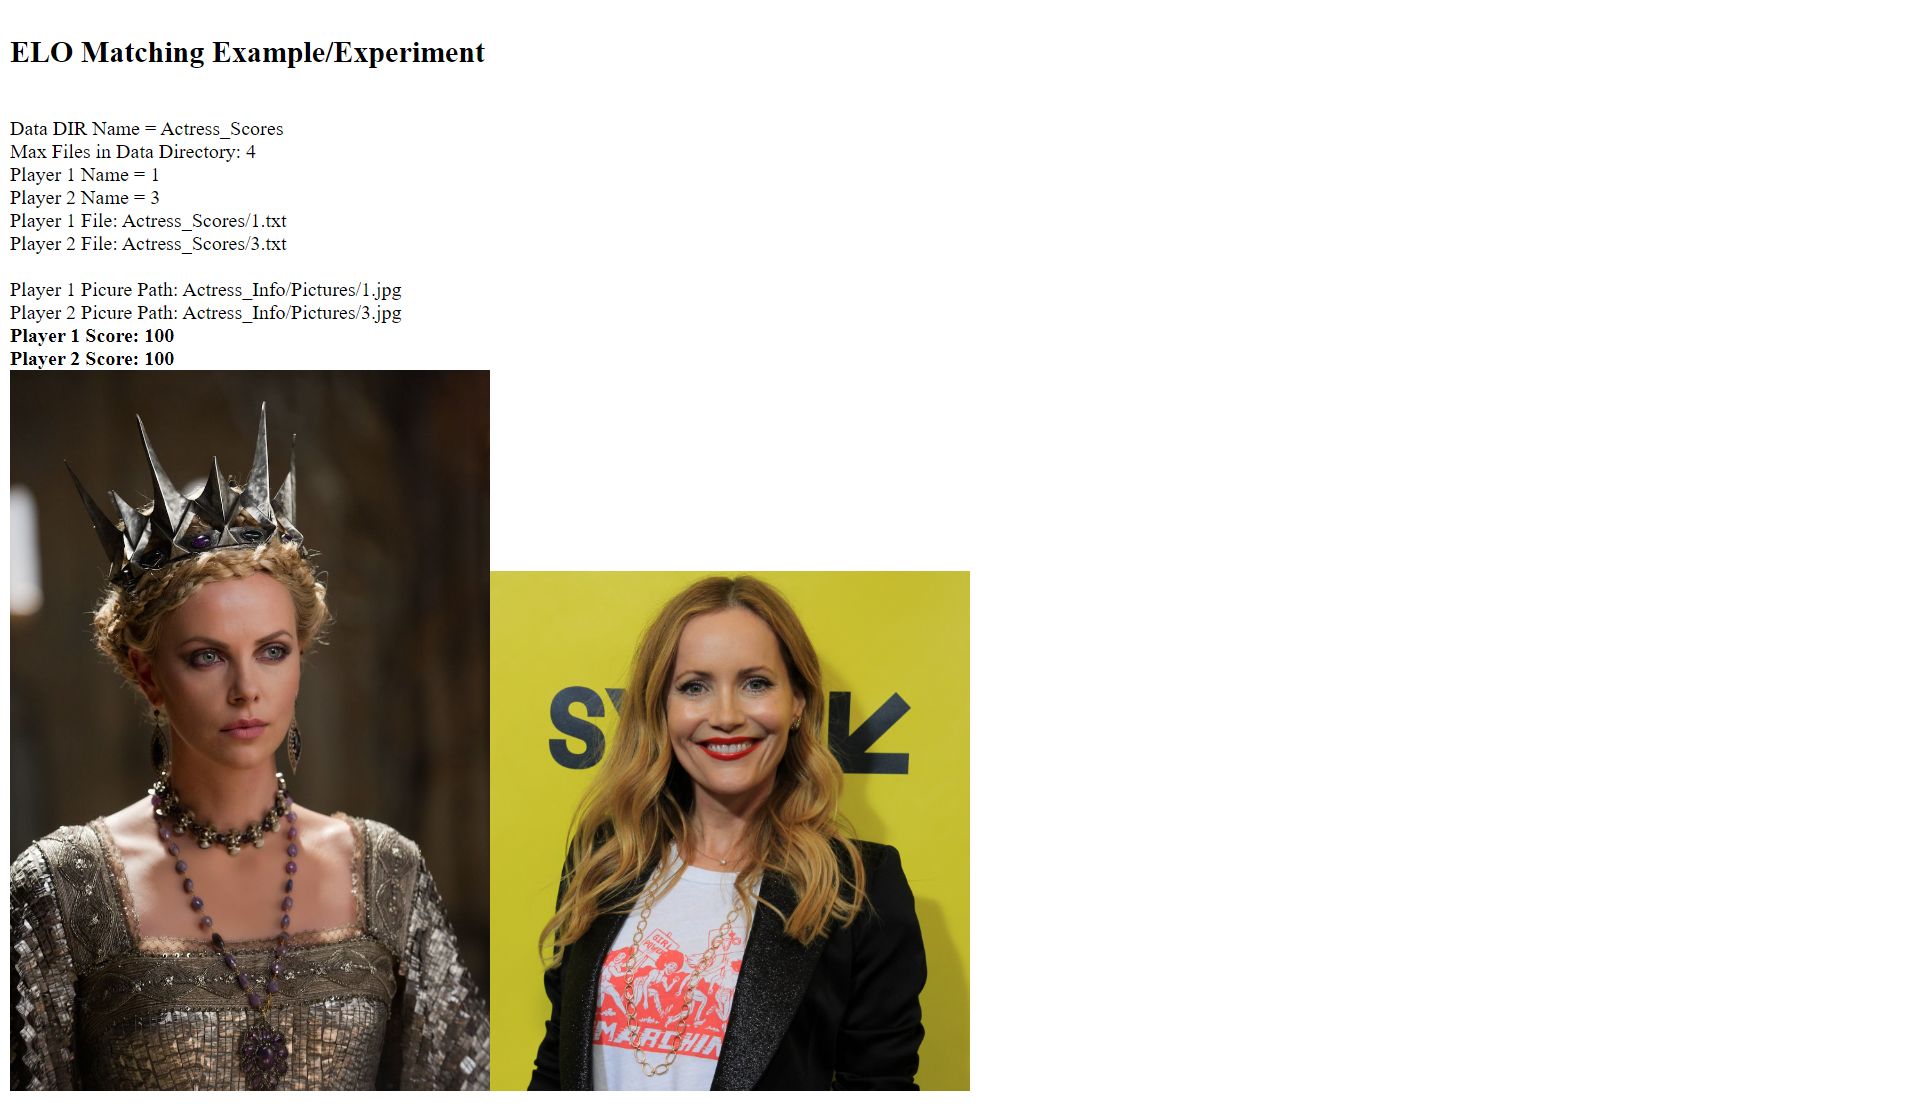 ELO Matching Example/Experiment
Data DIR Name = Actress_Scores
Max Files in Data Directory: 4
Player 1 Name = 1
Player 2 Name = 3
Player 1 File: Actress_Scores/1.txt
Player 2 File: Actress_Scores/3.txt
Player 1 Picure Path: Actress_Info/Pictures/1.jpg
Player 2 Picure Path: Actress_Info/Pictures/3.jpg
Player 1 Score: 100
Player 2 Score: 100
S
GIRL
POWER
MARCHIN